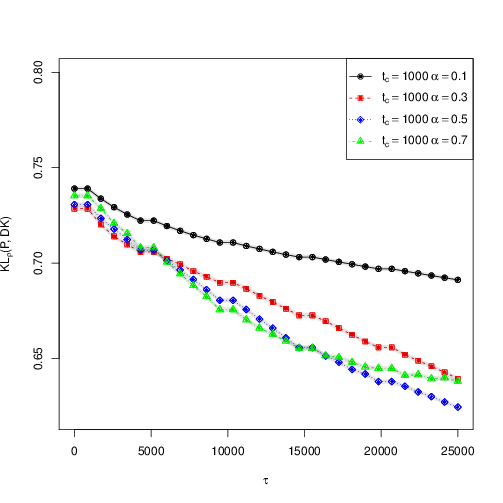 t_c = 1000 α = 0.1
t_c = 1000 α = 0.3
t_c = 1000 α = 0.5
t_c = 1000 α = 0.7
0.80
0.75
0.70
0.65
KL_P(P, DK)
0 5000 10000 15000 20000 25000
τ